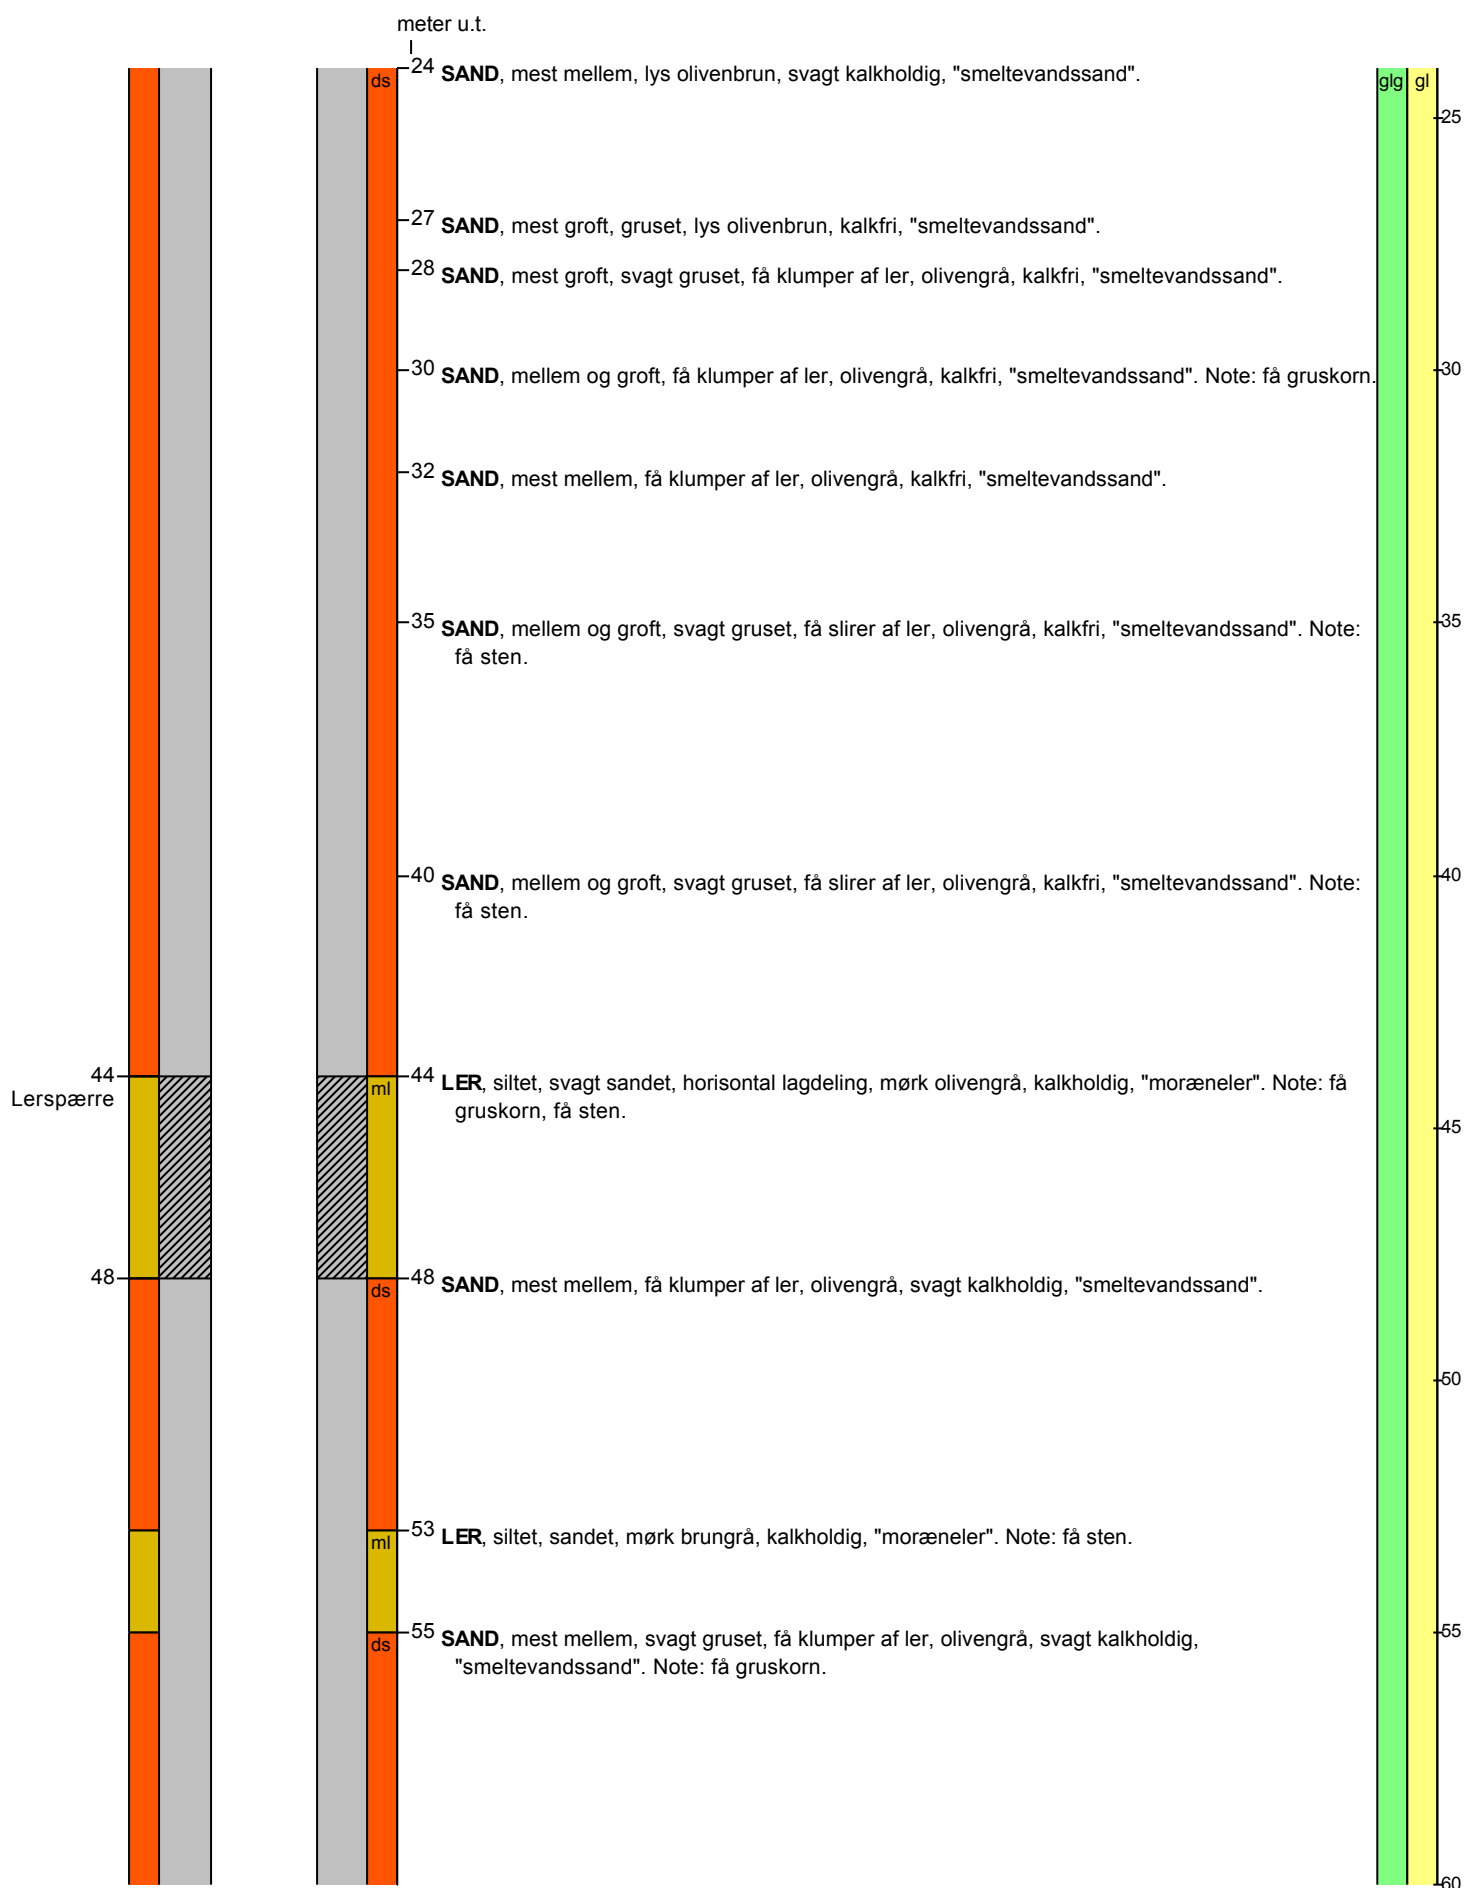 meter u.t.
24 SAND, mest mellem, lys olivenbrun, svagt kalkholdig, "smeltevandssand".
ds
glg gl
25
27 SAND, mest groft, gruset, lys olivenbrun, kalkfri, "smeltevandssand".
28 SAND, mest groft, svagt gruset, få klumper af ler, olivengrå, kalkfri, "smeltevandssand".
30 SAND, mellem og groft, få klumper af ler, olivengrå, kalkfri, "smeltevandssand". Note: få gruskorn.
30
32 SAND, mest mellem, få klumper af ler, olivengrå, kalkfri, "smeltevandssand".
35 SAND, mellem og groft, svagt gruset, få slirer af ler, olivengrå, kalkfri, "smeltevandssand". Note:
få sten.
35
40 SAND, mellem og groft, svagt gruset, få slirer af ler, olivengrå, kalkfri, "smeltevandssand". Note:
få sten.
40
44
Lerspærre
ml
44 LER, siltet, svagt sandet, horisontal lagdeling, mørk olivengrå, kalkholdig, "moræneler". Note: få
gruskorn, få sten.
45
48
ds
48 SAND, mest mellem, få klumper af ler, olivengrå, svagt kalkholdig, "smeltevandssand".
50
53 LER, siltet, sandet, mørk brungrå, kalkholdig, "moræneler". Note: få sten.
ml
55 SAND, mest mellem, svagt gruset, få klumper af ler, olivengrå, svagt kalkholdig,
"smeltevandssand". Note: få gruskorn.
ds
55
60